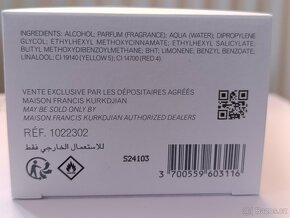 INGREDIENTS: ALCOHOL; PARFUM (FRAGRANCE); AQUA (WATER); DIPROPYLENE
GLYCOL; ETHYLHEXYL METHOXYCINNAMATE; ETHYLHEXYL SALICYLATE;
BUTYL METHOXYDIBENZOYLMETHANE; BHT; LIMONENE; BENZYL BENZOATE;
LINALOOL; CI 19140 (YELLOW 5); CI 14700 (RED 4).
VENTE EXCLUSIVE PAR LES DÉPOSITAIRES AGRÉÉS
MAISON FRANCIS KURKDJIAN
MAY BE SOLD ONLY BY
MAISON FRANCIS KURKDJIAN AUTHORIZED DEALERS
RÉF. 1022302
للاستعمال الخارجي فقط
S24103
3 700559 603116
bazos.cz